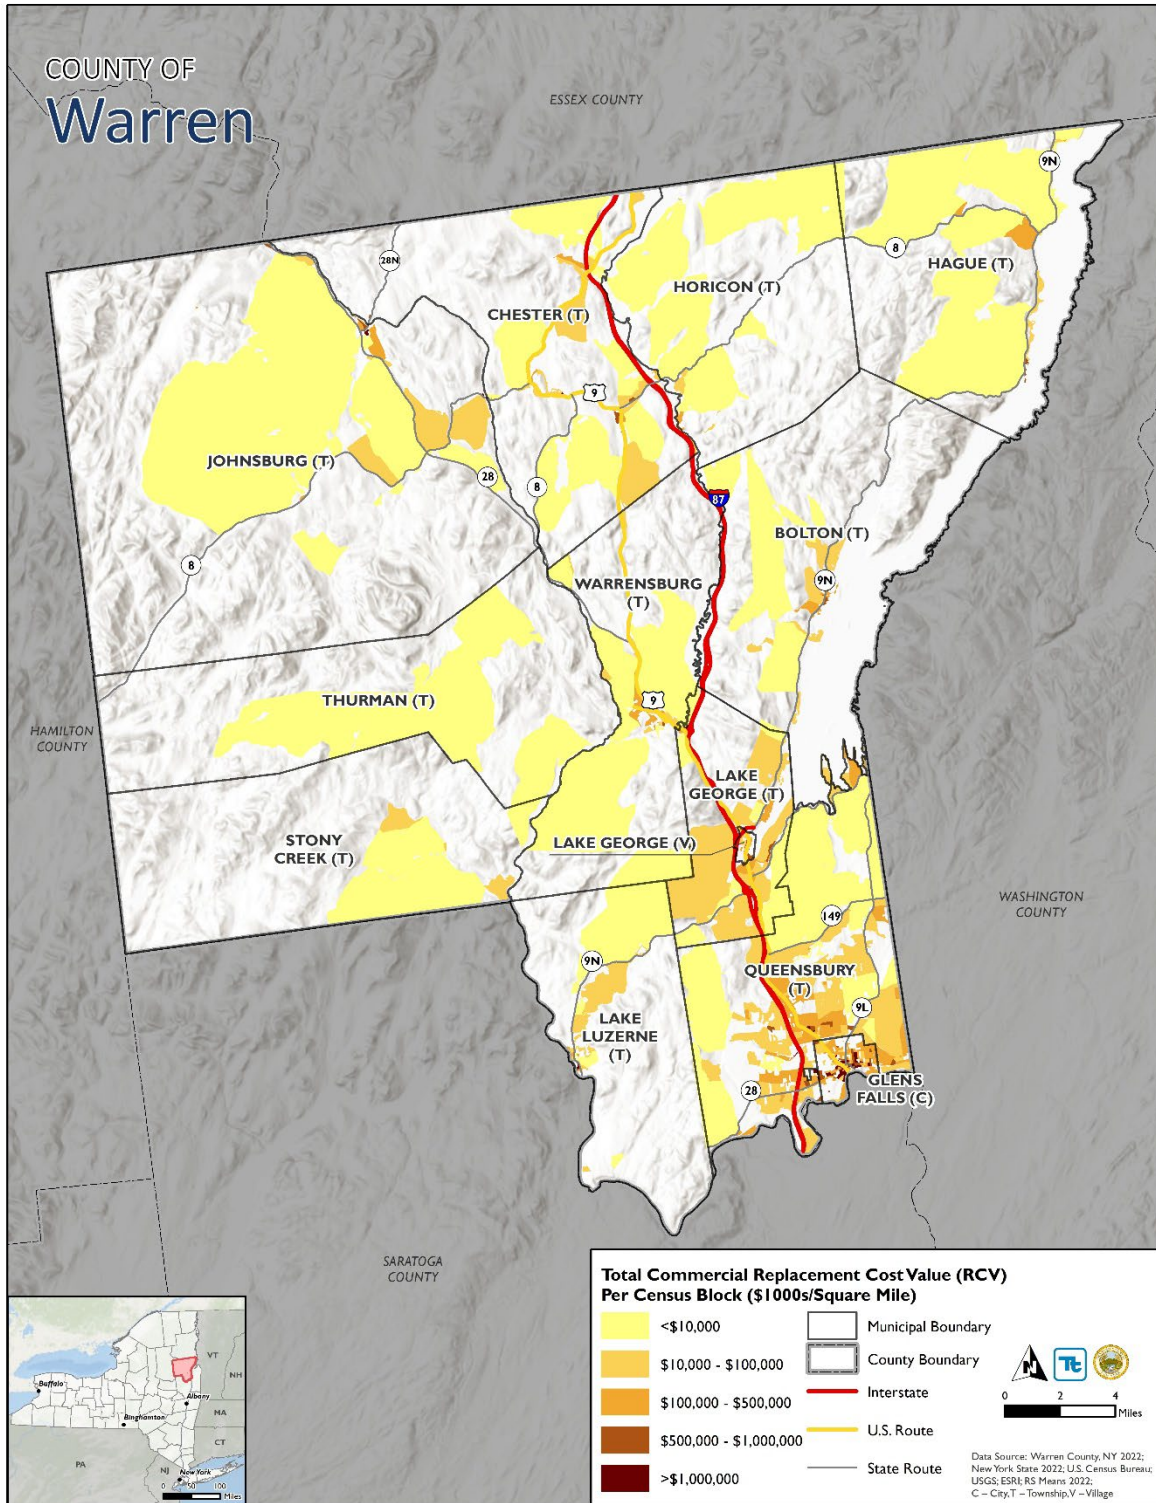 COUNTY OF
Warren
ESSEX COUNTY
9N
8
HAGUE (T)
28N
HORICON (T)
CHESTER (T)
9
JOHNSBURG (T)
28
8
87
BOLTON (T)
8
WARRENSBURG
(T)
9N
THURMAN (T)
9
HAMILTON
COUNTY
LAKE
GEORGE (T)
STONY
CREEK (T)
LAKE GEORGE (V)
WASHINGTON
COUNTY
149
9N
QUEENSBURY
(T)
9L
LAKE
LUZERNE
(T)
28
GLENS
FALLS (C)
SARATOGA
COUNTY
Total Commercial Replacement Cost Value (RCV)
Per Census Block ($1000s/Square Mile)
<$10,000
$10,000 - $100,000
$100,000 - $500,000
$500,000 - $1,000,000
>$1,000,000
Municipal Boundary
County Boundary
Interstate
U.S. Route
State Route
N
Tt
0 2 4
Miles
Data Source: Warren County, NY 2022;
New York State 2022; U.S. Census Bureau;
USGS; ESRI; RS Means 2022;
C – City, T – Township, V – Village
VT
NH
Buffalo
Albany
MA
Binghamton
CT
PA
NJ
New York
0 50 100
Miles